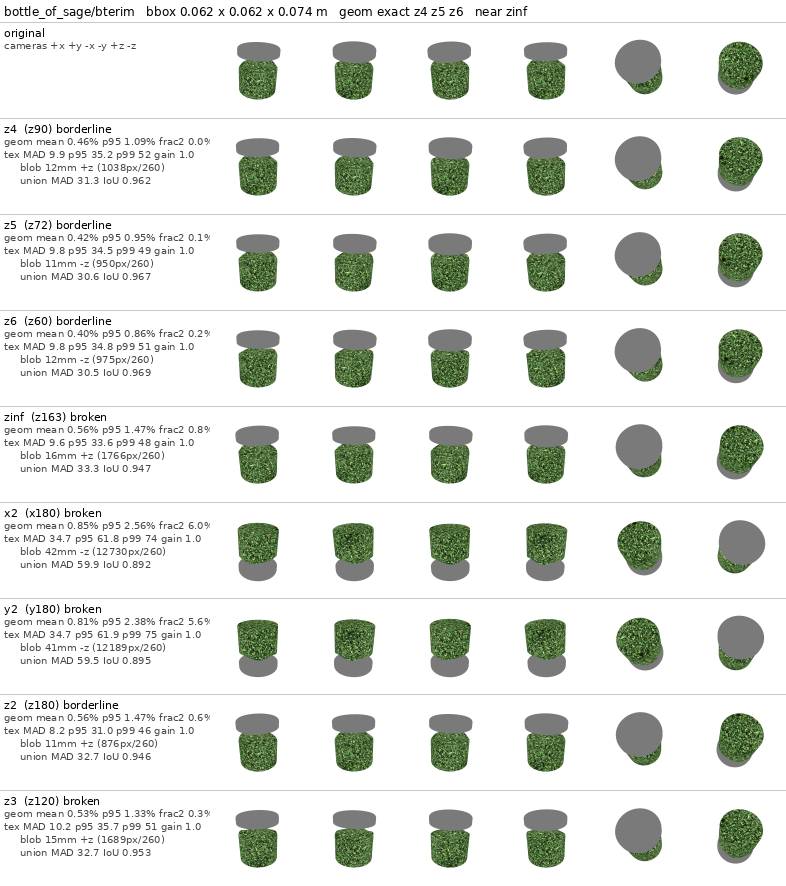 bottle_of_sage/bterim bbox 0.062 x 0.062 x 0.074 m geom exact z4 z5 z6 near zinf
original
cameras +x +y -x -y +z -z
z4 (z90) borderline
geom mean 0.46% p95 1.09% frac2 0.0%
tex MAD 9.9 p95 35.2 p99 52 gain 1.0
blob 12mm +z (1038px/260)
union MAD 31.3 IoU 0.962
z5 (z72) borderline
geom mean 0.42% p95 0.95% frac2 0.1%
tex MAD 9.8 p95 34.5 p99 49 gain 1.0
blob 11mm -z (950px/260)
union MAD 30.6 IoU 0.967
z6 (z60) borderline
geom mean 0.40% p95 0.86% frac2 0.2%
tex MAD 9.8 p95 34.8 p99 51 gain 1.0
blob 12mm -z (975px/260)
union MAD 30.5 IoU 0.969
zinf (z163) broken
geom mean 0.56% p95 1.47% frac2 0.8%
tex MAD 9.6 p95 33.6 p99 48 gain 1.0
blob 16mm +z (1766px/260)
union MAD 33.3 IoU 0.947
x2 (x180) broken
geom mean 0.85% p95 2.56% frac2 6.0%
tex MAD 34.7 p95 61.8 p99 74 gain 1.0
blob 42mm -z (12730px/260)
union MAD 59.9 IoU 0.892
y2 (y180) broken
geom mean 0.81% p95 2.38% frac2 5.6%
tex MAD 34.7 p95 61.9 p99 75 gain 1.0
blob 41mm -z (12189px/260)
union MAD 59.5 IoU 0.895
z2 (z180) borderline
geom mean 0.56% p95 1.47% frac2 0.6%
tex MAD 8.2 p95 31.0 p99 46 gain 1.0
blob 11mm +z (876px/260)
union MAD 32.7 IoU 0.946
z3 (z120) broken
geom mean 0.53% p95 1.33% frac2 0.3%
tex MAD 10.2 p95 35.7 p99 51 gain 1.0
blob 15mm +z (1689px/260)
union MAD 32.7 IoU 0.953